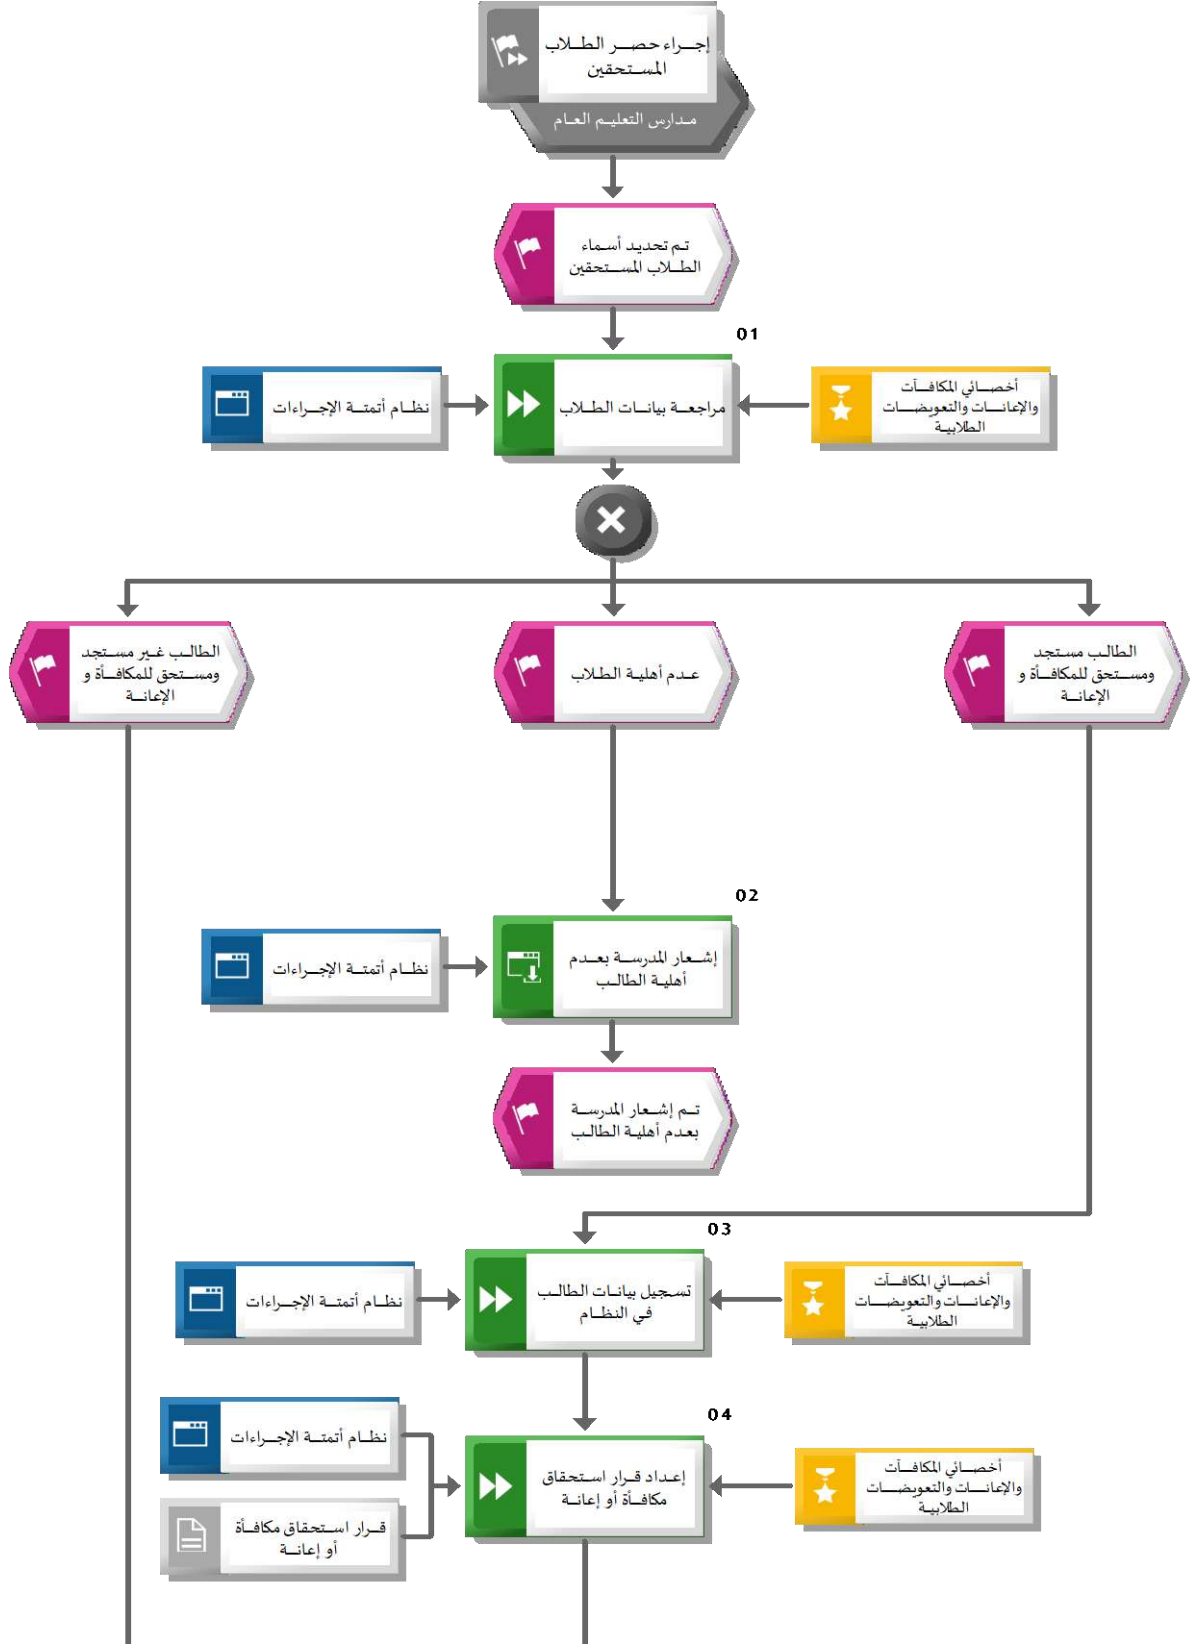 إجراء حصر الطلاب
المستحقين
مدارس التعليم العام
تم تحديد أسماء
الطلاب المستحقين
01
أخصائي المكافآت
والإعانات والتعويضات
الطلابية
مراجعة بيانات الطلاب
نظام أتمتة الإجراءات
الطالب مستجد
ومستحق للمكافأة و
الإعانة
عدم أهلية الطلاب
الطالب غير مستجد
ومستحق للمكافأة و
الإعانة
02
إشعار المدرسة بعدم
أهلية الطالب
نظام أتمتة الإجراءات
تم إشعار المدرسة
بعدم أهلية الطالب
03
أخصائي المكافآت
والإعانات والتعويضات
الطلابية
تسجيل بيانات الطالب
في النظام
نظام أتمتة الإجراءات
04
أخصائي المكافآت
والإعانات والتعويضات
الطلابية
إعداد قرار استحقاق
مكافأة أو إعانة
نظام أتمتة الإجراءات
قرار استحقاق مكافأة
أو إعانة